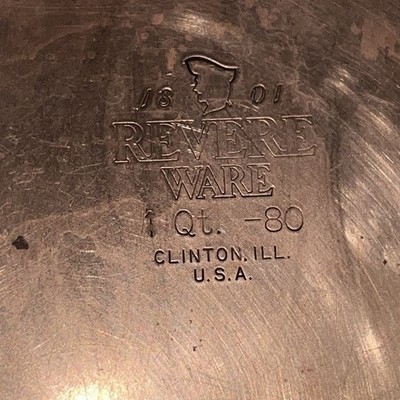 18 01
REVERE
WARE
1 Qt. -80
CLINTON, ILL.
U.S.A.